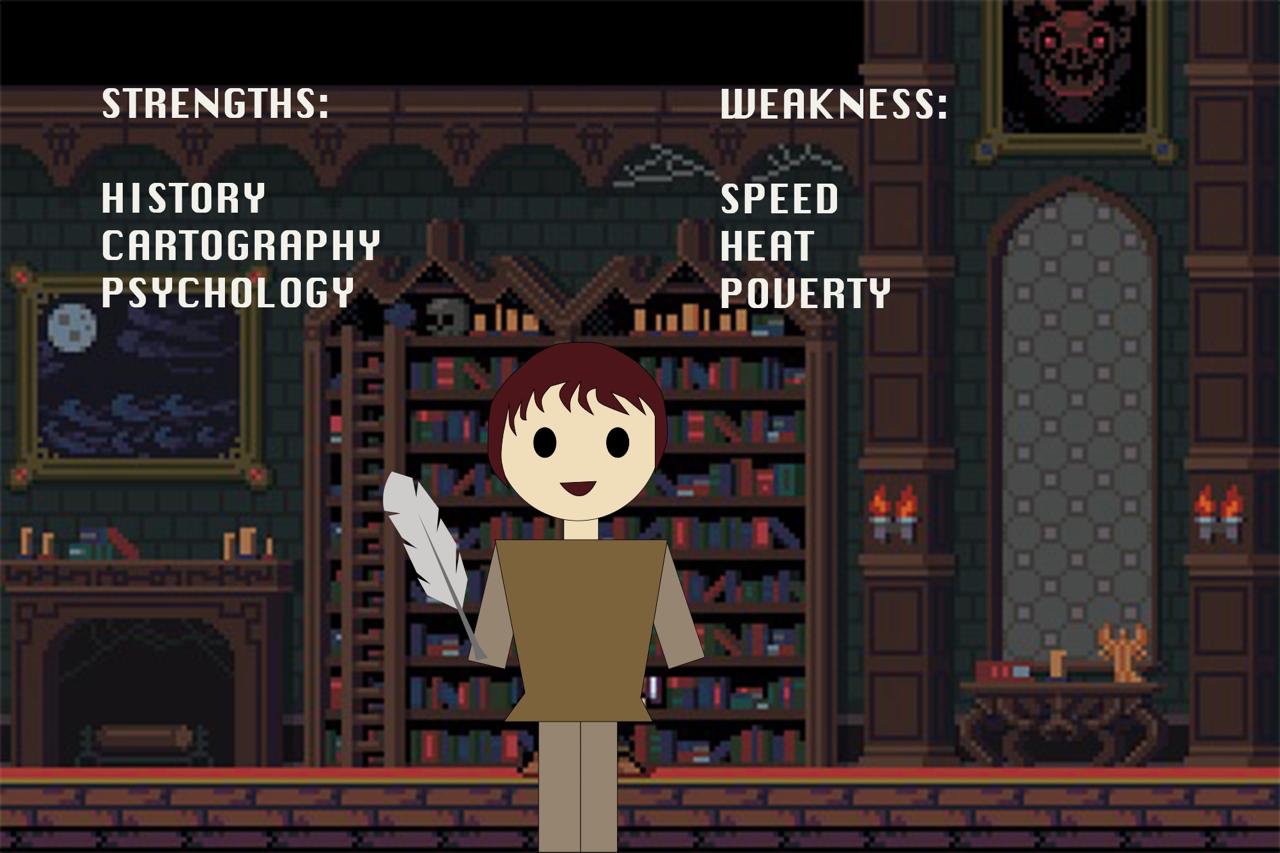 STRENGTHS:
HISTORY
CARTOGRAPHY
PSYCHOLOGY
WEAKNESS:
SPEED
HEAT
POVERTY